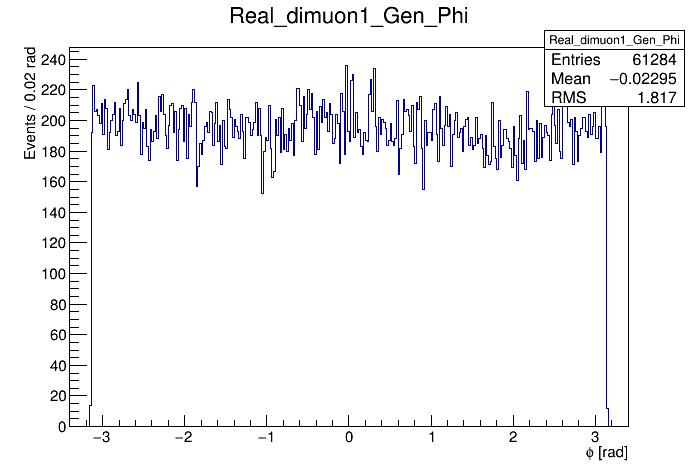 Real_dimuon1_Gen_Phi
Real_dimuon1_Gen_Phi
Entries 61284
Mean −0.02295
RMS 1.817
Events / 0.02 rad
240
220
200
180
160
140
120
100
80
60
40
20
0
−3 −2 −1 0 1 2 3
ϕ [rad]